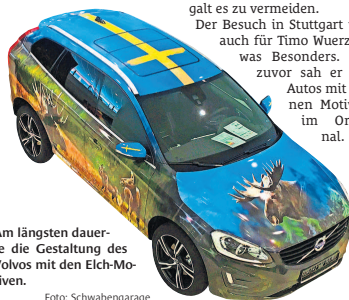 galt es zu vermeiden.
Der Besuch in Stuttgart
auch für Timo Wuerz
was Besonders.
zuvor sah er
Autos mit
nen Motiv
im Or
nal.
Am längsten dauer-
e die Gestaltung des
Volvos mit den Elch-Mo-
iven.
Foto: Schwabengarage